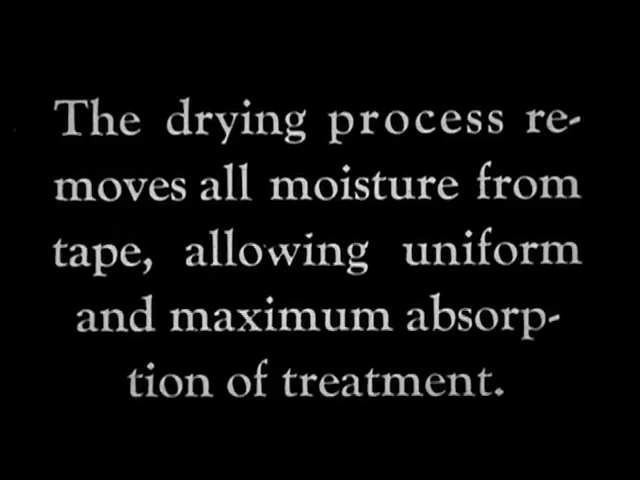 The drying process re-
moves all moisture from
tape, allowing uniform
and maximum absorp-
tion of treatment.